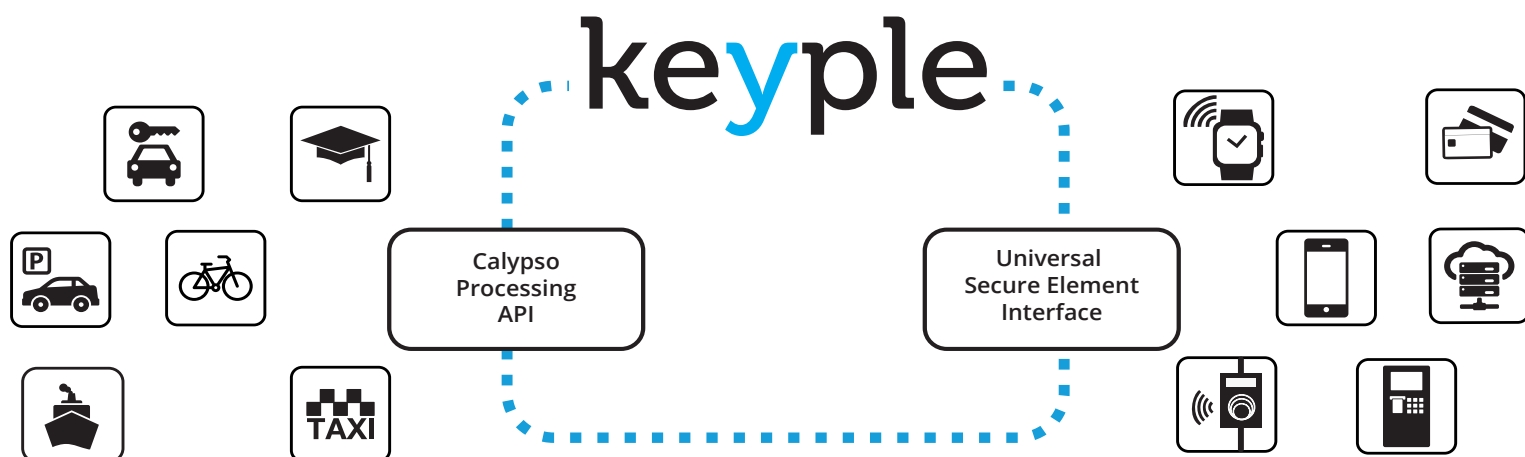 keyple
Calypso
Processing
API
Universal
Secure Element
Interface
P
TAXI